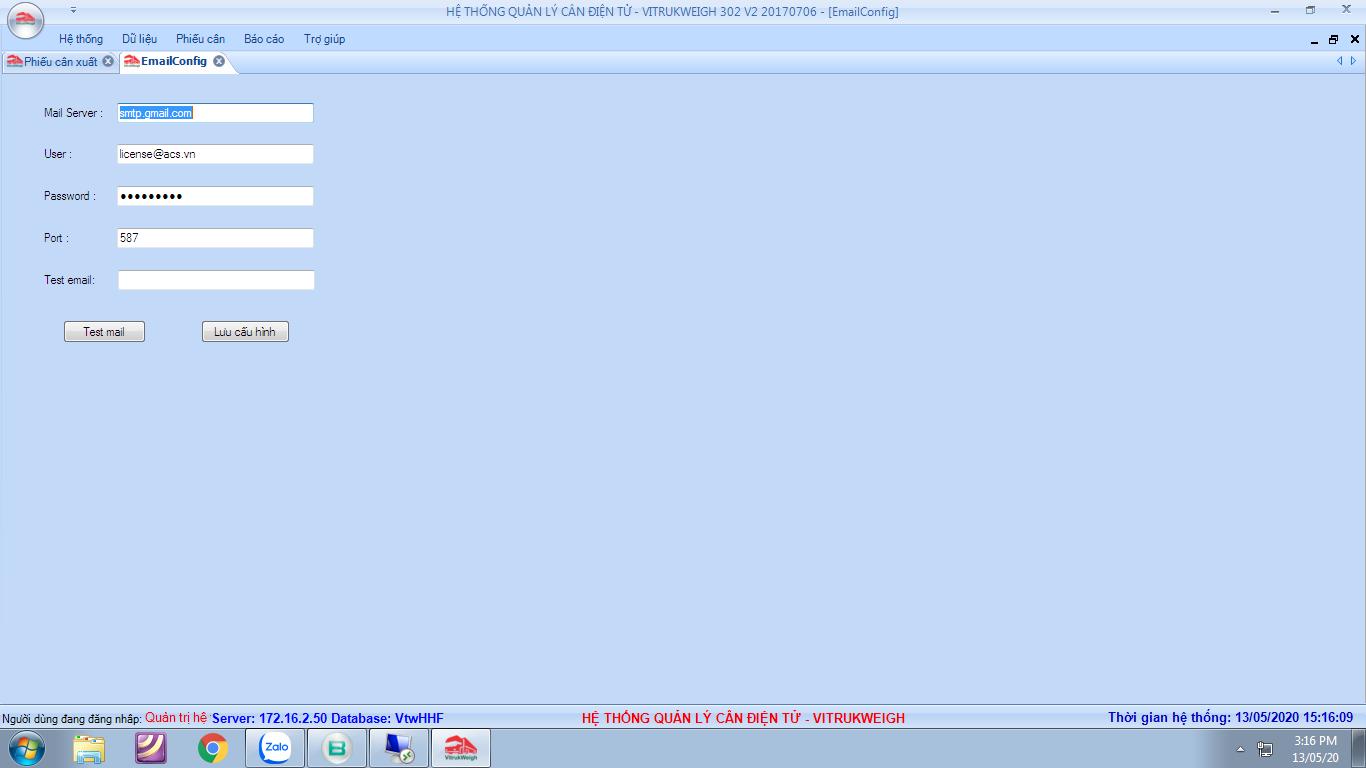 HỆ THỐNG QUẢN LÝ CÂN ĐIỆN TỬ - VITRUKWEIGH 302 V2 20170706 - [EmailConfig]
Hệ thống Dữ liệu Phiếu cân Báo cáo Trợ giúp
Phiếu cân xuất EmailConfig
Mail Server : smtp.gmail.com
User : license@acs.vn
Password : ●●●●●●●●●
Port : 587
Test email:
Test mail Lưu cấu hình
Người dùng đang đăng nhập: Quản trị hệ Server: 172.16.2.50 Database: VtwHHF HỆ THỐNG QUẢN LÝ CÂN ĐIỆN TỬ - VITRUKWEIGH Thời gian hệ thống: 13/05/2020 15:16:09
Zalo B VitrukWeigh 3:16 PM
13/05/20